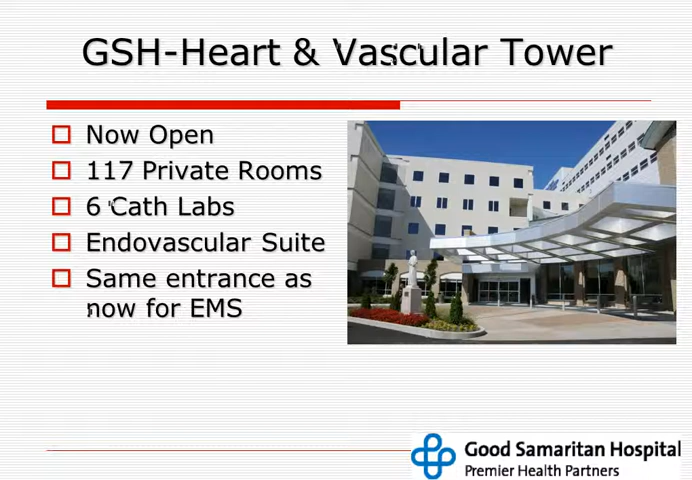 GSH-Heart & Vascular Tower
Now Open
117 Private Rooms
6 Cath Labs
Endovascular Suite
Same entrance as
now for EMS
Good Samaritan Hospital
Premier Health Partners